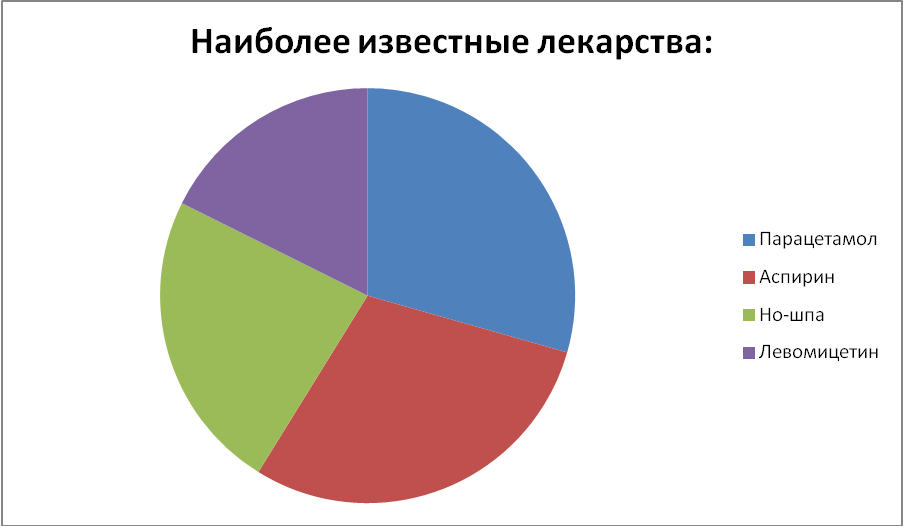 Наиболее известные лекарства:
Парацетамол
Аспирин
Но-шпа
Левомицетин